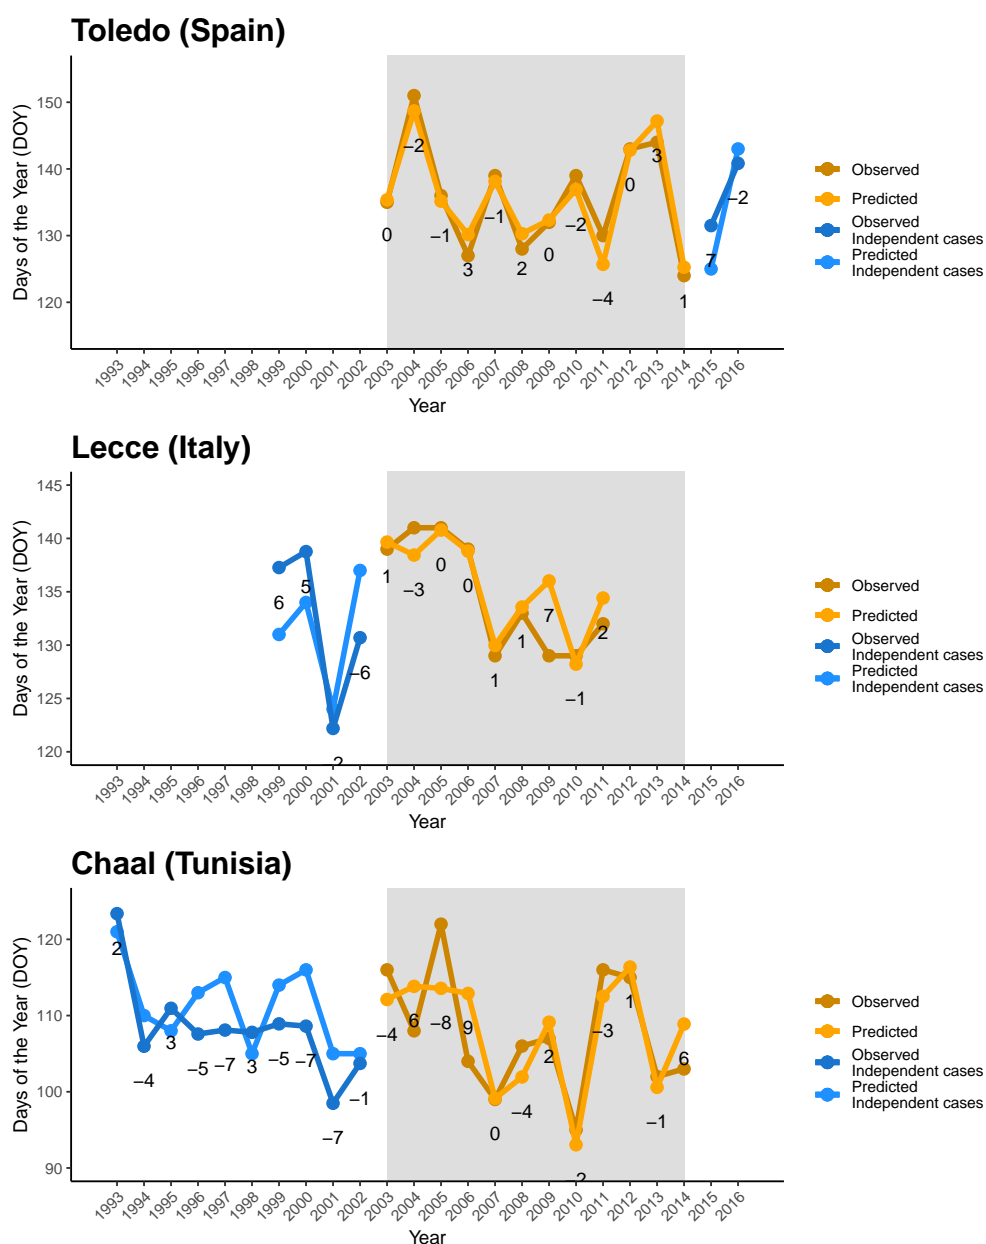 Toledo (Spain)
Days of the Year (DOY)
150
140
130
120
0
−2
−1
3
−1
2
0
−2
−4
0
3
1
7
−2
1993 1994 1995 1996 1997 1998 1999 2000 2001 2002 2003 2004 2005 2006 2007 2008 2009 2010 2011 2012 2013 2014 2015 2016
Year
Observed
Predicted
Observed
Independent cases
Predicted
Independent cases
Lecce (Italy)
Days of the Year (DOY)
145
140
135
130
125
120
6
5
−6
1
−3
0
0
1
1
7
−1
2
1993 1994 1995 1996 1997 1998 1999 2000 2001 2002 2003 2004 2005 2006 2007 2008 2009 2010 2011 2012 2013 2014 2015 2016
Year
Observed
Predicted
Observed
Independent cases
Predicted
Independent cases
Chaal (Tunisia)
Days of the Year (DOY)
120
110
100
90
2
−4
3
−5
−7
3
−5
−7
−7
−1
−4
6
−8
9
0
−4
2
−2
−3
1
−1
6
1993 1994 1995 1996 1997 1998 1999 2000 2001 2002 2003 2004 2005 2006 2007 2008 2009 2010 2011 2012 2013 2014 2015 2016
Year
Observed
Predicted
Observed
Independent cases
Predicted
Independent cases